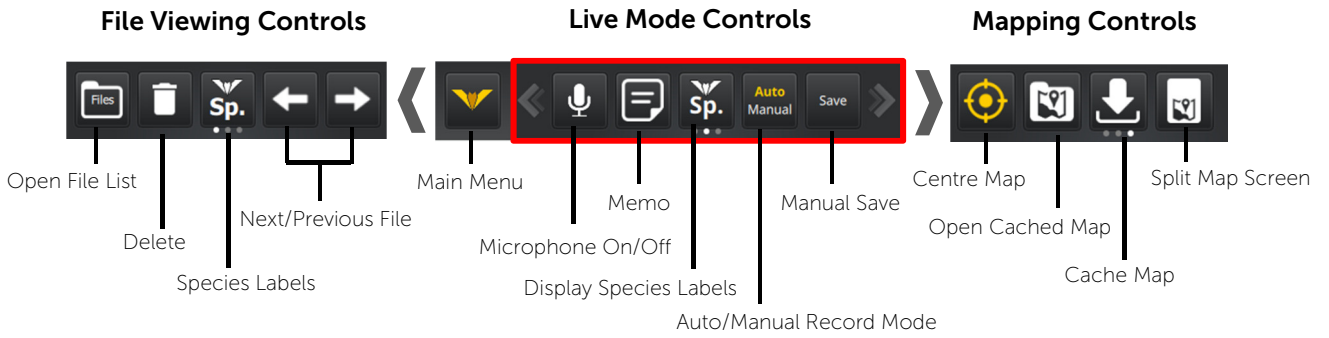 File Viewing Controls
Live Mode Controls
Mapping Controls
Files
Sp.
Sp.
Auto
Manual
Save
Open File List
Main Menu
Centre Map
Split Map Screen
Next/Previous File
Memo
Manual Save
Open Cached Map
Delete
Microphone On/Off
Cache Map
Species Labels
Display Species Labels
Auto/Manual Record Mode